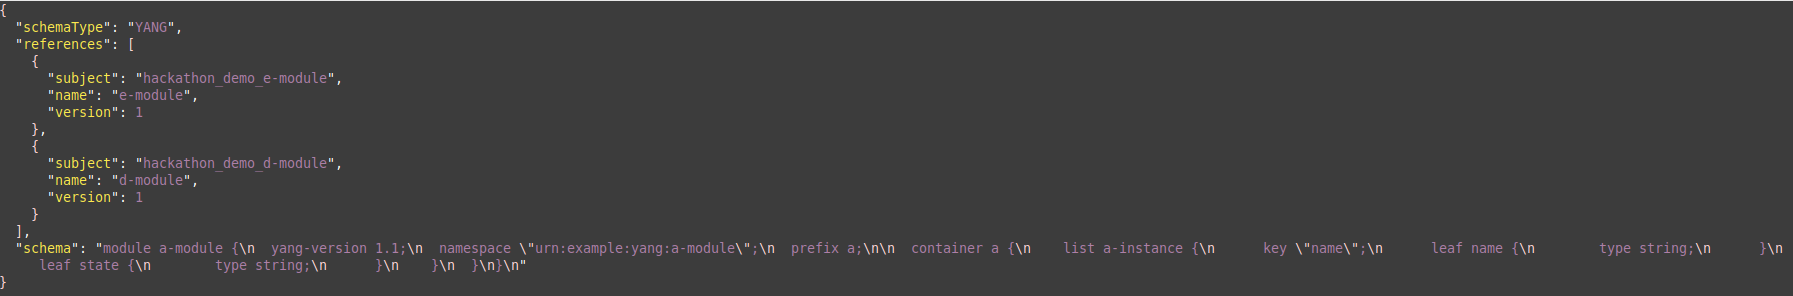 {
  "schemaType": "YANG",
  "references": [
    {
      "subject": "hackathon_demo_e-module",
      "name": "e-module",
      "version": 1
    },
    {
      "subject": "hackathon_demo_d-module",
      "name": "d-module",
      "version": 1
    }
  ],
  "schema": "module a-module {\n  yang-version 1.1;\n  namespace \"urn:example:yang:a-module\";\n  prefix a;\n\n  container a {\n    list a-instance {\n      key \"name\";\n      leaf name {\n        type string;\n      }\n
     leaf state {\n        type string;\n      }\n    }\n  }\n}\n"
}